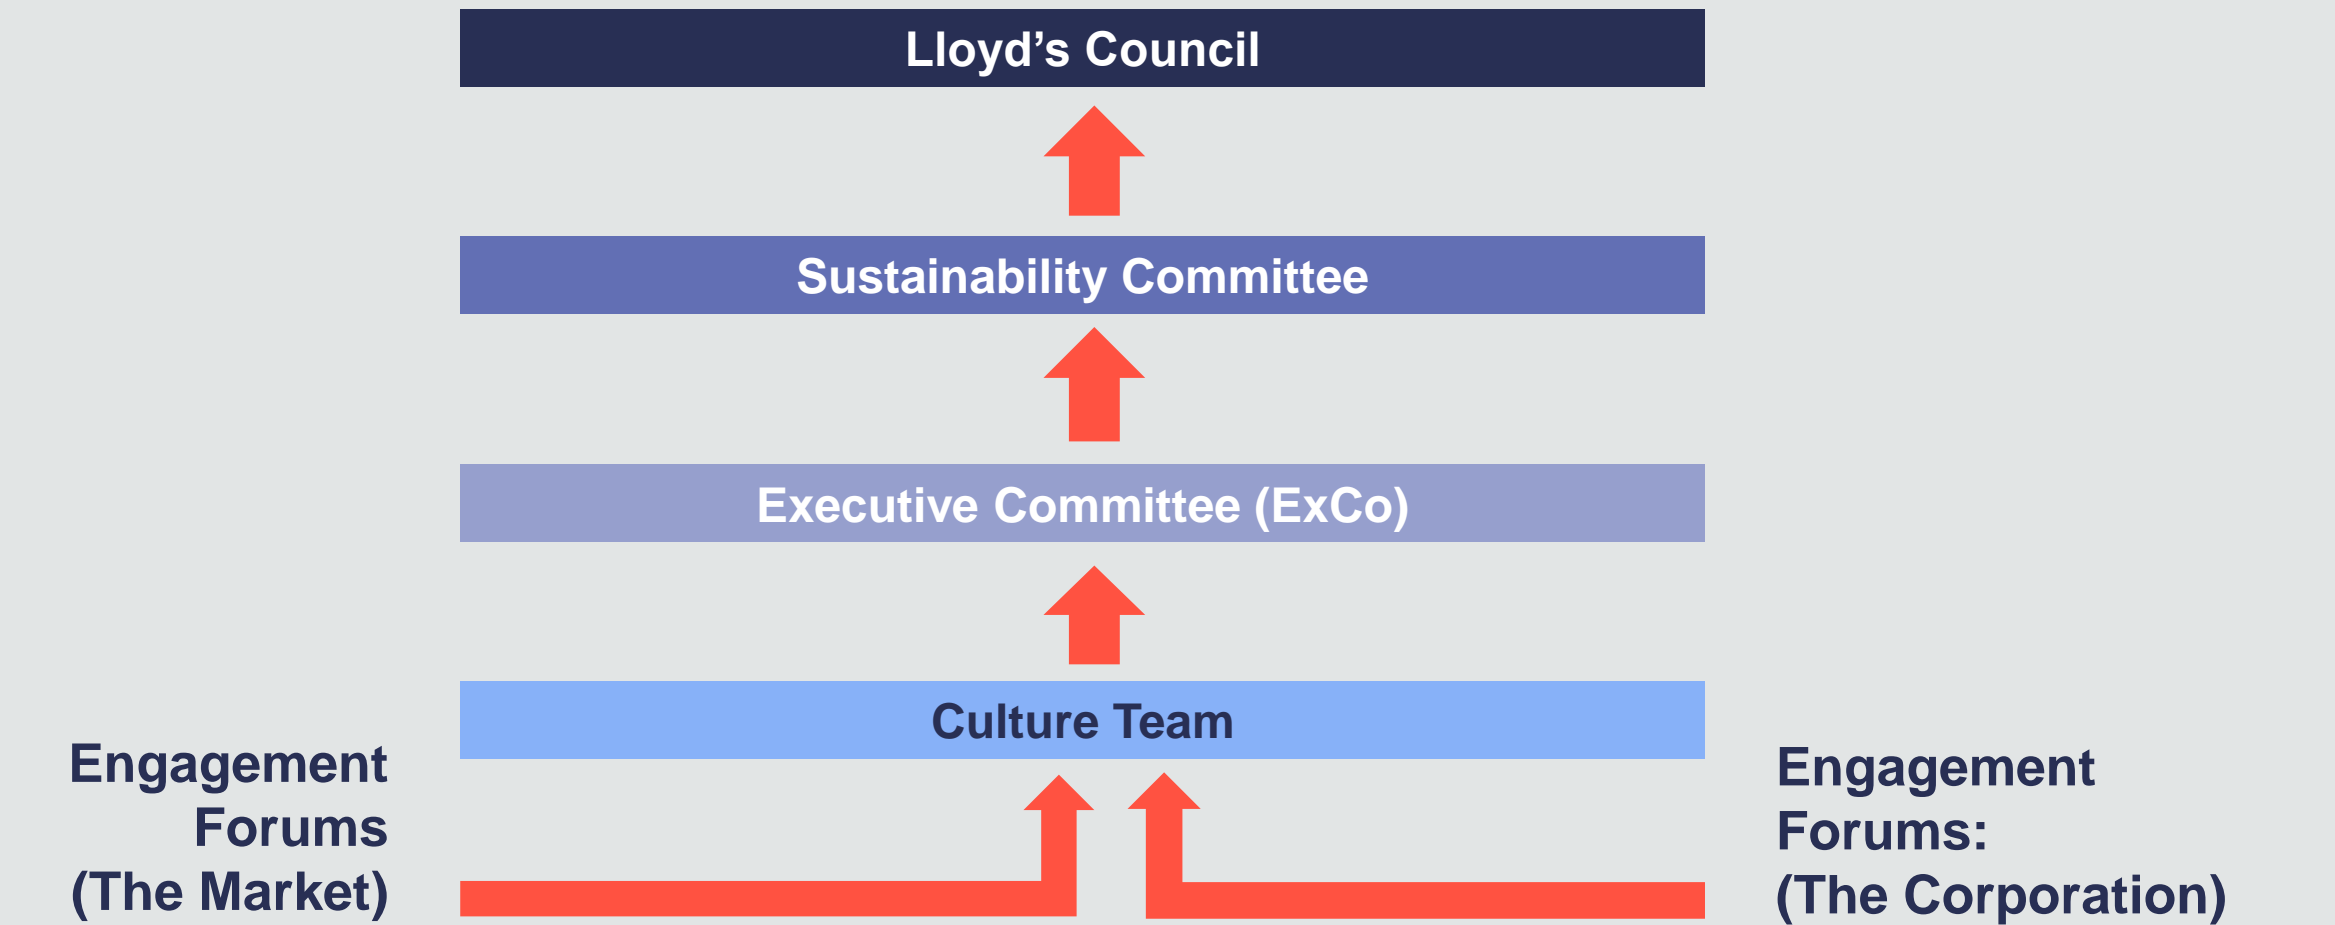 Lloyd’s Council
Sustainability Committee
Executive Committee (ExCo)
Culture Team
Engagement
Forums
(The Market)
Engagement
Forums:
(The Corporation)